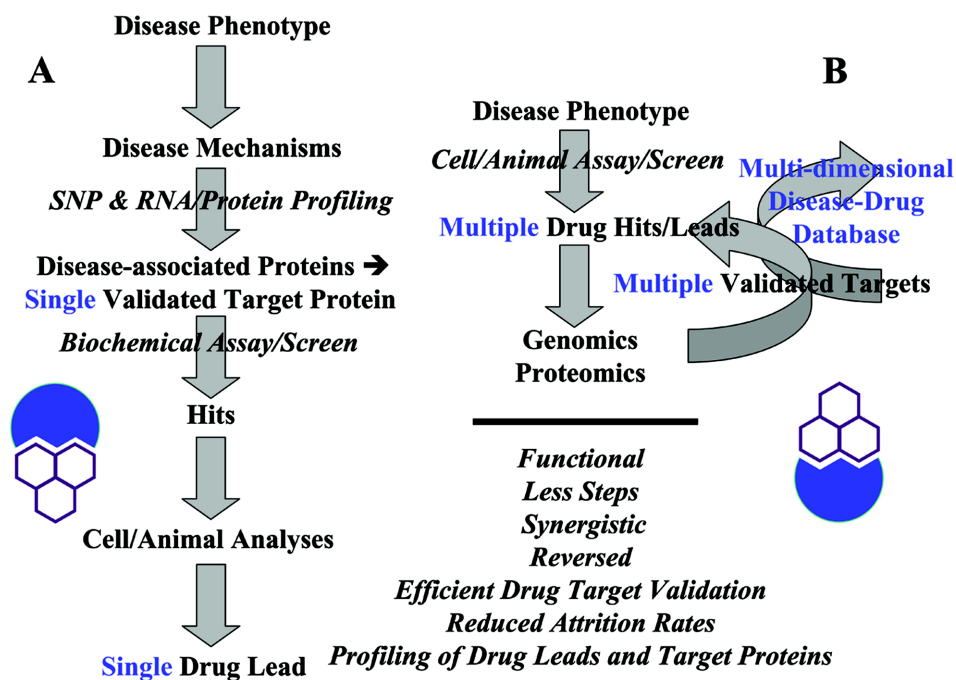 A
Disease Phenotype
Disease Mechanisms
SNP & RNA/Protein Profiling
Disease-associated Proteins ➔
Single Validated Target Protein
Biochemical Assay/Screen
Hits
Cell/Animal Analyses
Single Drug Lead
B
Disease Phenotype
Cell/Animal Assay/Screen
Multiple Drug Hits/Leads
Multi-dimensional
Disease-Drug
Database
Multiple Validated Targets
Genomics
Proteomics
Functional
Less Steps
Synergistic
Reversed
Efficient Drug Target Validation
Reduced Attrition Rates
Profiling of Drug Leads and Target Proteins